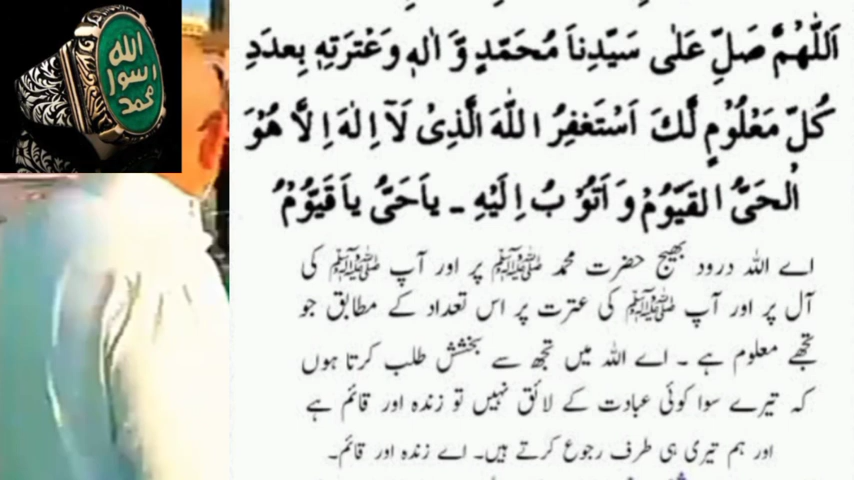 الله
رسول
محمد
اَللّٰهُمَّ صَلِّ عَلٰى سَيِّدِنَا مُحَمَّدٍ وَّ اٰلِهٖ وَعِتْرَتِهٖ بِعَدَدِ
كُلِّ مَعْلُوْمٍ لَّكَ اَسْتَغْفِرُ اللّٰهَ الَّذِىْ لَآ اِلٰهَ اِلَّا هُوَ
الْحَىُّ الْقَيُّوْمُ وَ اَتُوْبُ اِلَيْهِ ۔ يَاحَىُّ يَاقَيُّوْمُ
اے اللہ درود بھیج حضرت محمد ﷺ پر اور آپ ﷺ کی
آل پر اور آپ ﷺ کی عترت پر اس تعداد کے مطابق جو
تجھے معلوم ہے ۔ اے اللہ میں تجھ سے بخشش طلب کرتا ہوں
کہ تیرے سوا کوئی عبادت کے لائق نہیں تو زندہ اور قائم ہے
اور ہم تیری ہی طرف رجوع کرتے ہیں۔ اے زندہ اور قائم۔